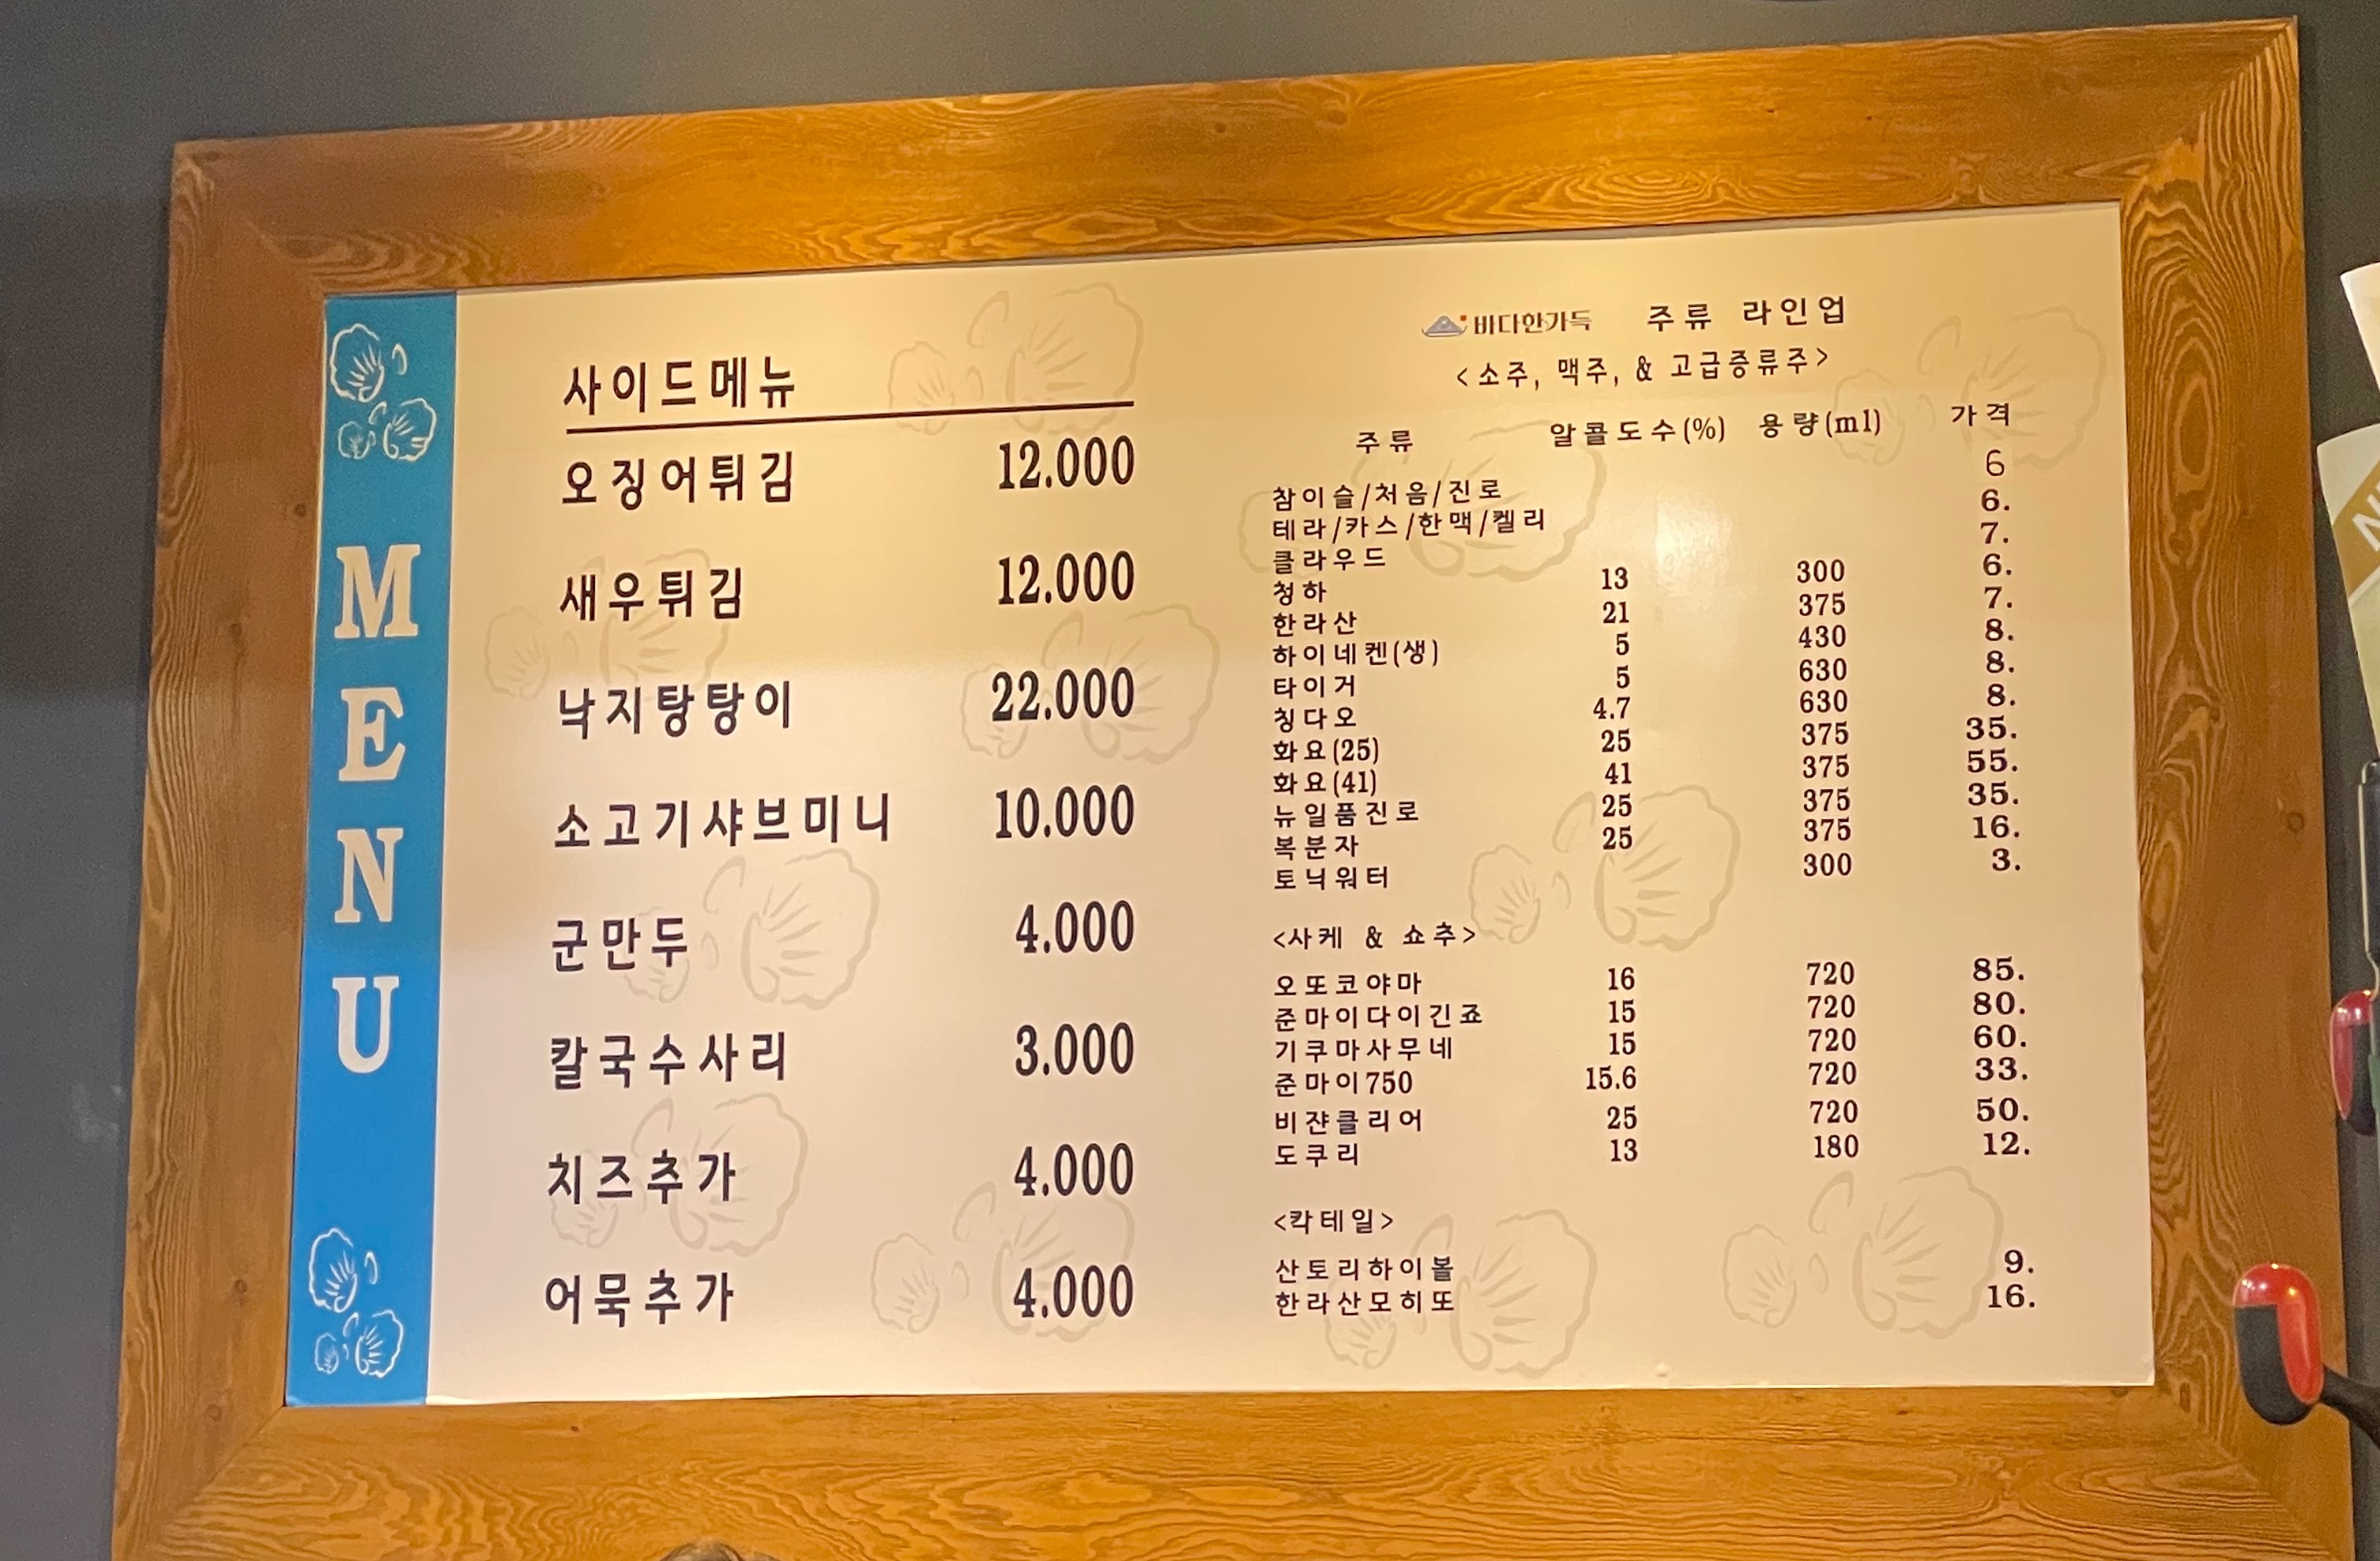 MENU
사이드메뉴
오징어튀김 12.000
새우튀김 12.000
낙지탕탕이 22.000
소고기샤브미니 10.000
군만두 4.000
칼국수사리 3.000
치즈추가 4.000
어묵추가 4.000
바다한가득 주류 라인업
<소주, 맥주, & 고급증류주>
주류 알콜도수(%) 용량(ml) 가격
참이슬/처음/진로 6
테라/카스/한맥/켈리 6.
클라우드 7.
청하 13 300 6.
한라산 21 375 7.
하이네켄(생) 5 430 8.
타이거 5 630 8.
칭다오 4.7 630 8.
화요(25) 25 375 35.
화요(41) 41 375 55.
뉴일품진로 25 375 35.
복분자 25 375 16.
토닉워터 300 3.
<사케 & 쇼추>
오또코야마 16 720 85.
준마이다이긴죠 15 720 80.
기쿠마사무네 15 720 60.
준마이750 15.6 720 33.
비쟌클리어 25 720 50.
도쿠리 13 180 12.
<칵테일>
산토리하이볼 9.
한라산모히또 16.